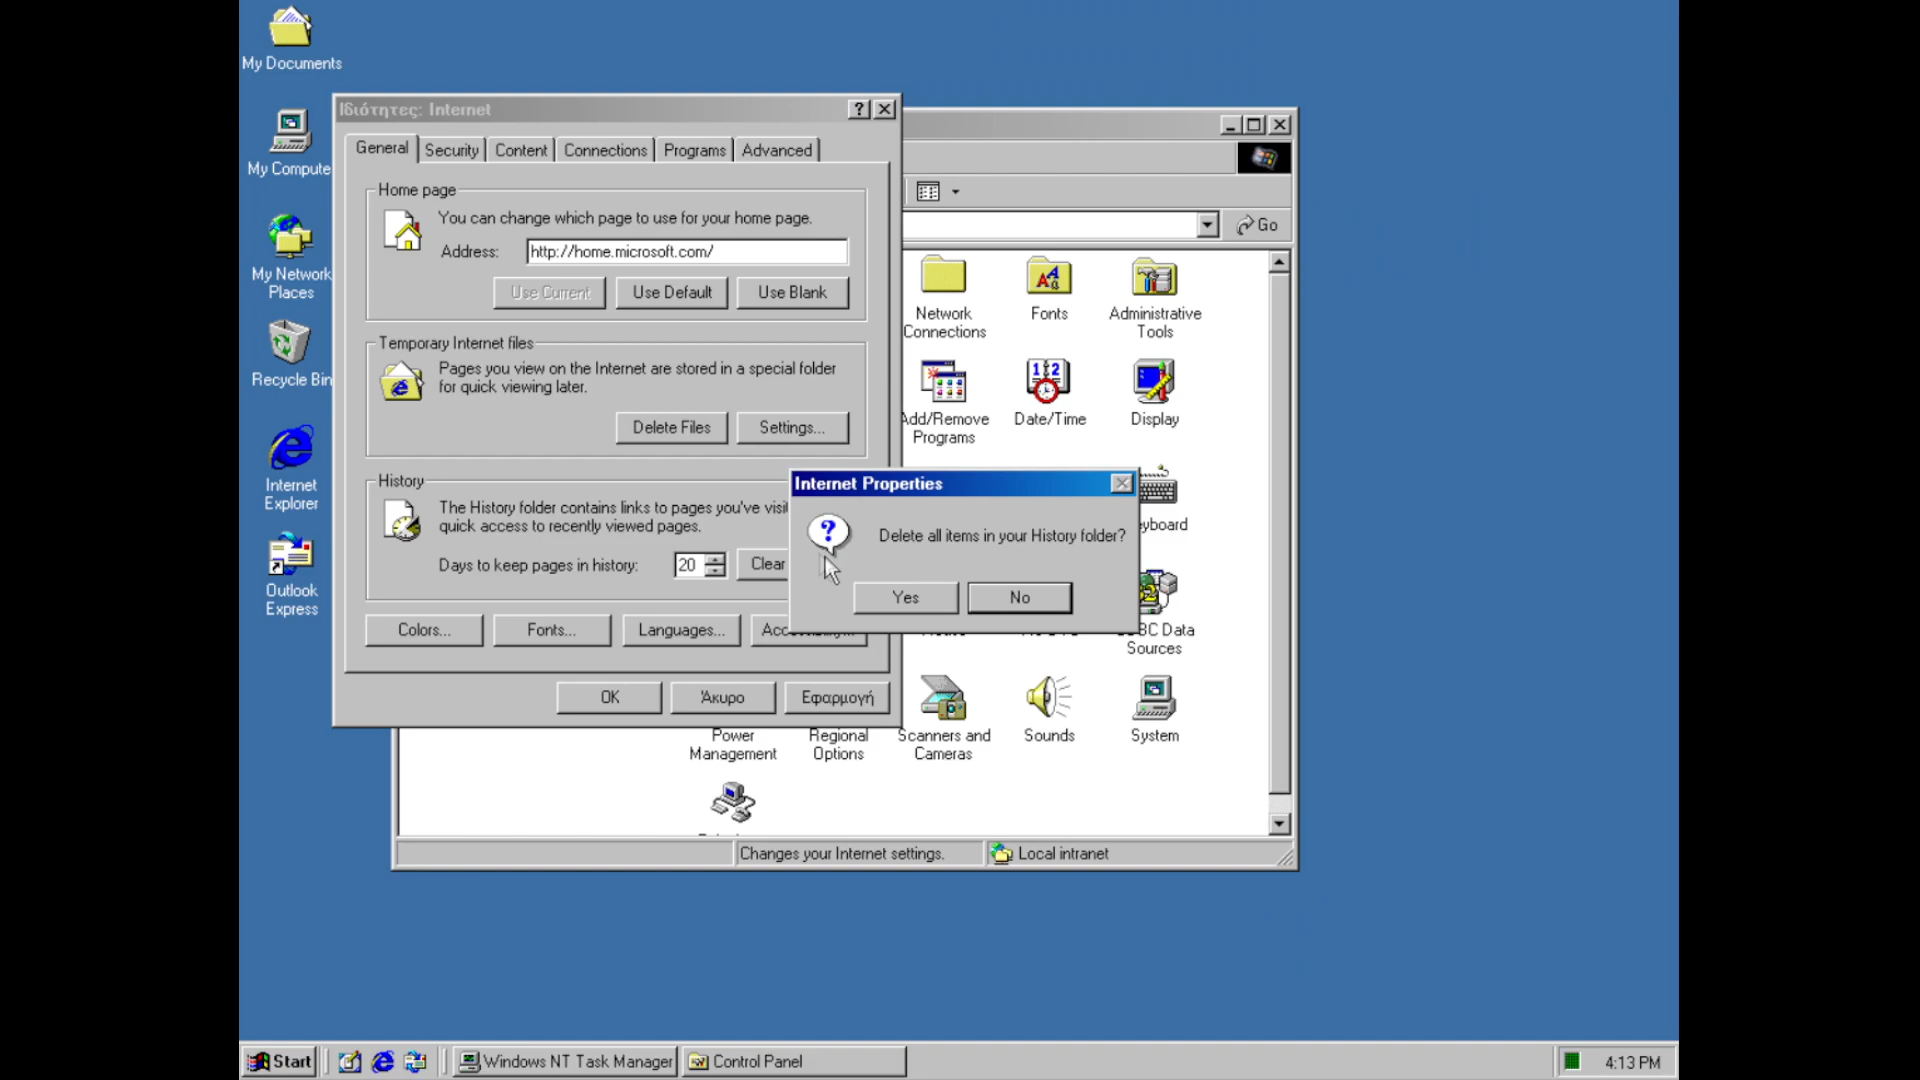 My Documents
My Compute
My Network
Places
Recycle Bin
Internet
Explorer
Outlook
Express
Ιδιότητες: Internet
General
Security
Content
Connections
Programs
Advanced
Home page
You can change which page to use for your home page.
Address:
http://home.microsoft.com/
Use Current
Use Default
Use Blank
Temporary Internet files
Pages you view on the Internet are stored in a special folder
for quick viewing later.
Delete Files
Settings...
History
The History folder contains links to pages you've visi
quick access to recently viewed pages.
Days to keep pages in history:
20
Clear
Colors...
Fonts...
Languages...
OK
Άκυρο
Εφαρμογή
Internet Properties
Delete all items in your History folder?
Yes
No
Go
Network
Connections
Fonts
Administrative
Tools
Add/Remove
Programs
Date/Time
Display
yboard
BC Data
Sources
Power
Management
Regional
Options
Scanners and
Cameras
Sounds
System
Changes your Internet settings.
Local intranet
Start
Windows NT Task Manager
Control Panel
4:13 PM